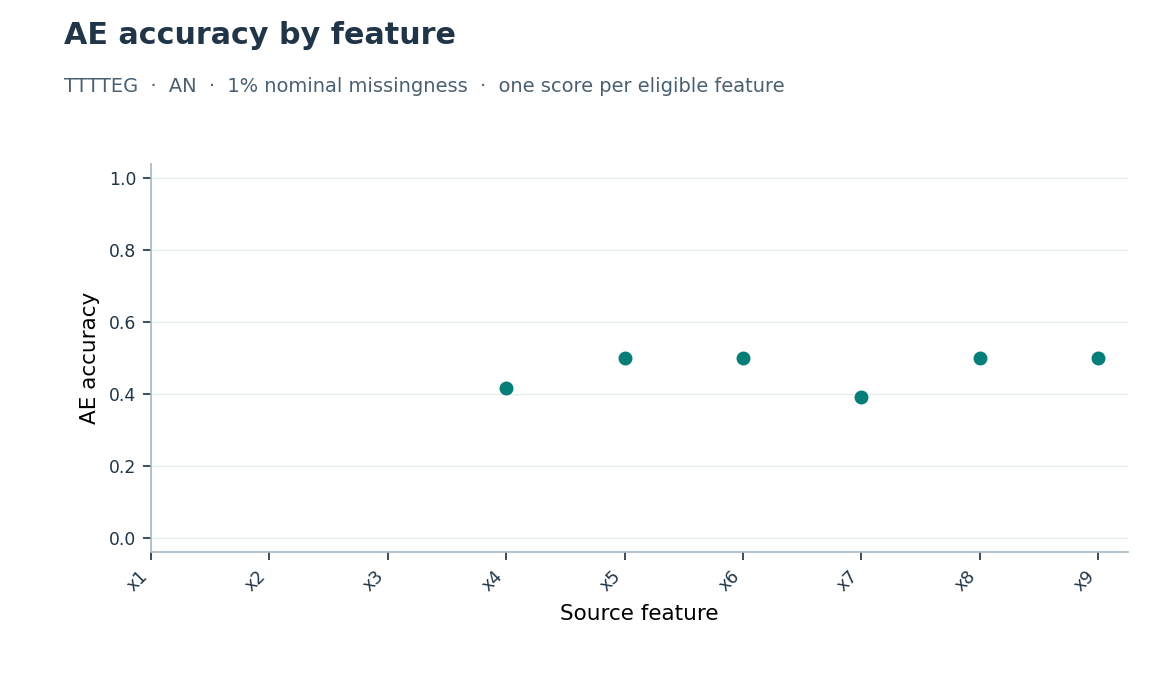 AE accuracy by feature
TTTTEG · AN · 1% nominal missingness · one score per eligible feature
1.0
0.8
0.6
0.4
0.2
0.0
AE accuracy
x1 x2 x3 x4 x5 x6 x7 x8 x9
Source feature